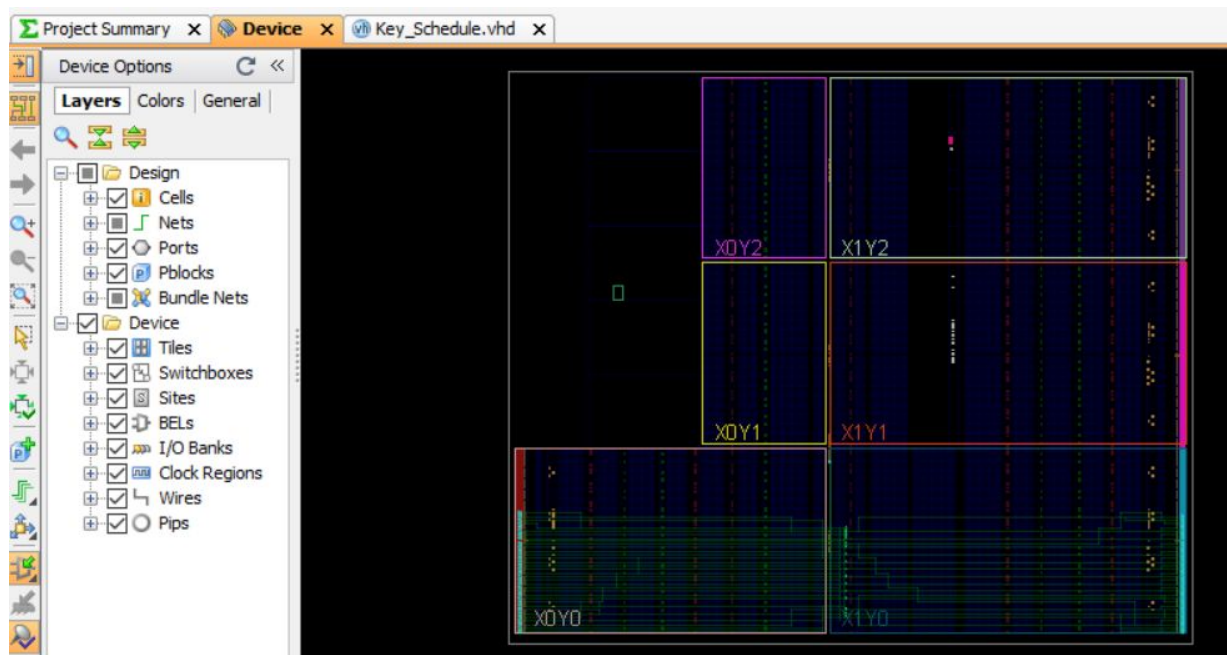 Project Summary Device Key_Schedule.vhd
Device Options
Layers Colors General
Design
Cells
Nets
Ports
Pblocks
Bundle Nets
Device
Tiles
Switchboxes
Sites
BELs
I/O Banks
Clock Regions
Wires
Pips
X0Y2 X1Y2
X0Y1 X1Y1
X0Y0 X1Y0